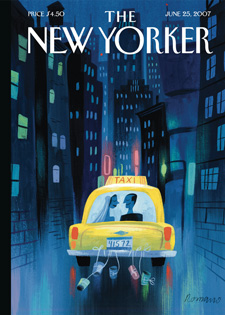 PRICE $4.50
THE
JUNE 25, 2007
NEW YORKER
TAXI